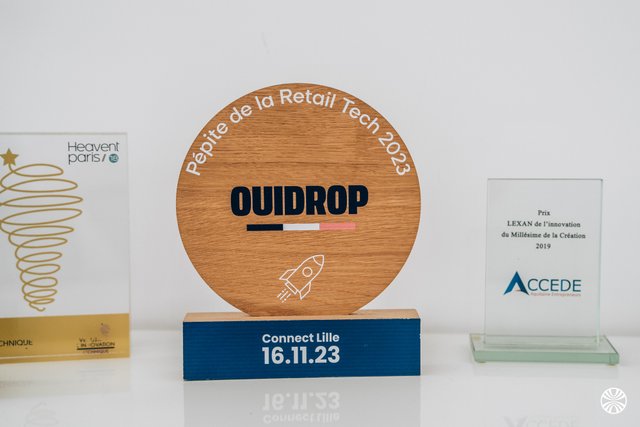 Heavent
paris/
CHNIQUE
Pépite de la Retail Tech 2023
OUIDROP
Connect Lille
16.11.23
Prix
LEXAN de l'innovation
du Millésime de la Création
2019
ACCEDE